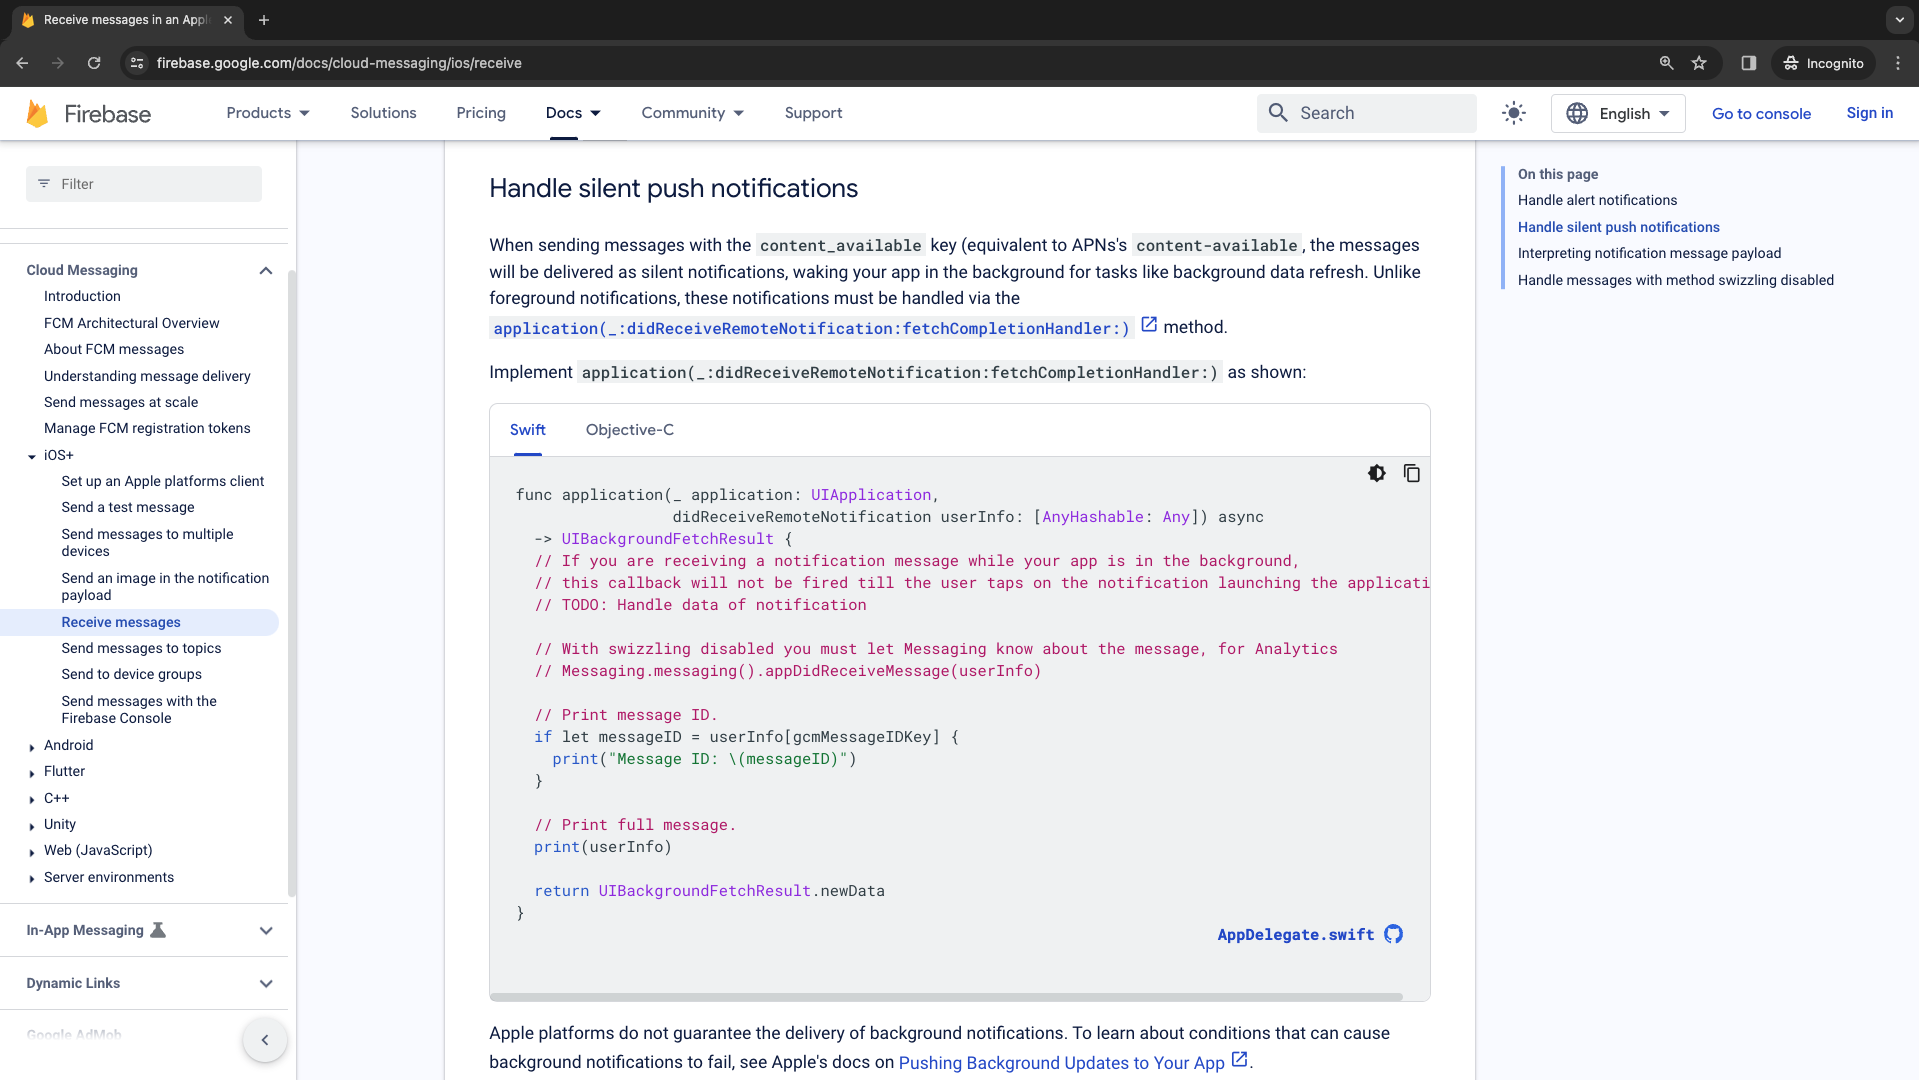 Receive messages in an Appl
firebase.google.com/docs/cloud-messaging/ios/receive
Incognito
Firebase
Products
Solutions
Pricing
Docs
Community
Support
Search
English
Go to console
Sign in
Filter
Cloud Messaging
Introduction
FCM Architectural Overview
About FCM messages
Understanding message delivery
Send messages at scale
Manage FCM registration tokens
iOS+
Set up an Apple platforms client
Send a test message
Send messages to multiple
devices
Send an image in the notification
payload
Receive messages
Send messages to topics
Send to device groups
Send messages with the
Firebase Console
Android
Flutter
C++
Unity
Web (JavaScript)
Server environments
In-App Messaging
Dynamic Links
Google AdMob
Handle silent push notifications
When sending messages with the content_available key (equivalent to APNs's content-available, the messages
will be delivered as silent notifications, waking your app in the background for tasks like background data refresh. Unlike
foreground notifications, these notifications must be handled via the
application(_:didReceiveRemoteNotification:fetchCompletionHandler:) method.
Implement application(_:didReceiveRemoteNotification:fetchCompletionHandler:) as shown:
Swift
Objective-C
func application(_ application: UIApplication,
didReceiveRemoteNotification userInfo: [AnyHashable: Any]) async
-> UIBackgroundFetchResult {
// If you are receiving a notification message while your app is in the background,
// this callback will not be fired till the user taps on the notification launching the applicati
// TODO: Handle data of notification
// With swizzling disabled you must let Messaging know about the message, for Analytics
// Messaging.messaging().appDidReceiveMessage(userInfo)
// Print message ID.
if let messageID = userInfo[gcmMessageIDKey] {
print("Message ID: \(messageID)")
}
// Print full message.
print(userInfo)
return UIBackgroundFetchResult.newData
}
AppDelegate.swift
Apple platforms do not guarantee the delivery of background notifications. To learn about conditions that can cause
background notifications to fail, see Apple's docs on Pushing Background Updates to Your App.
On this page
Handle alert notifications
Handle silent push notifications
Interpreting notification message payload
Handle messages with method swizzling disabled